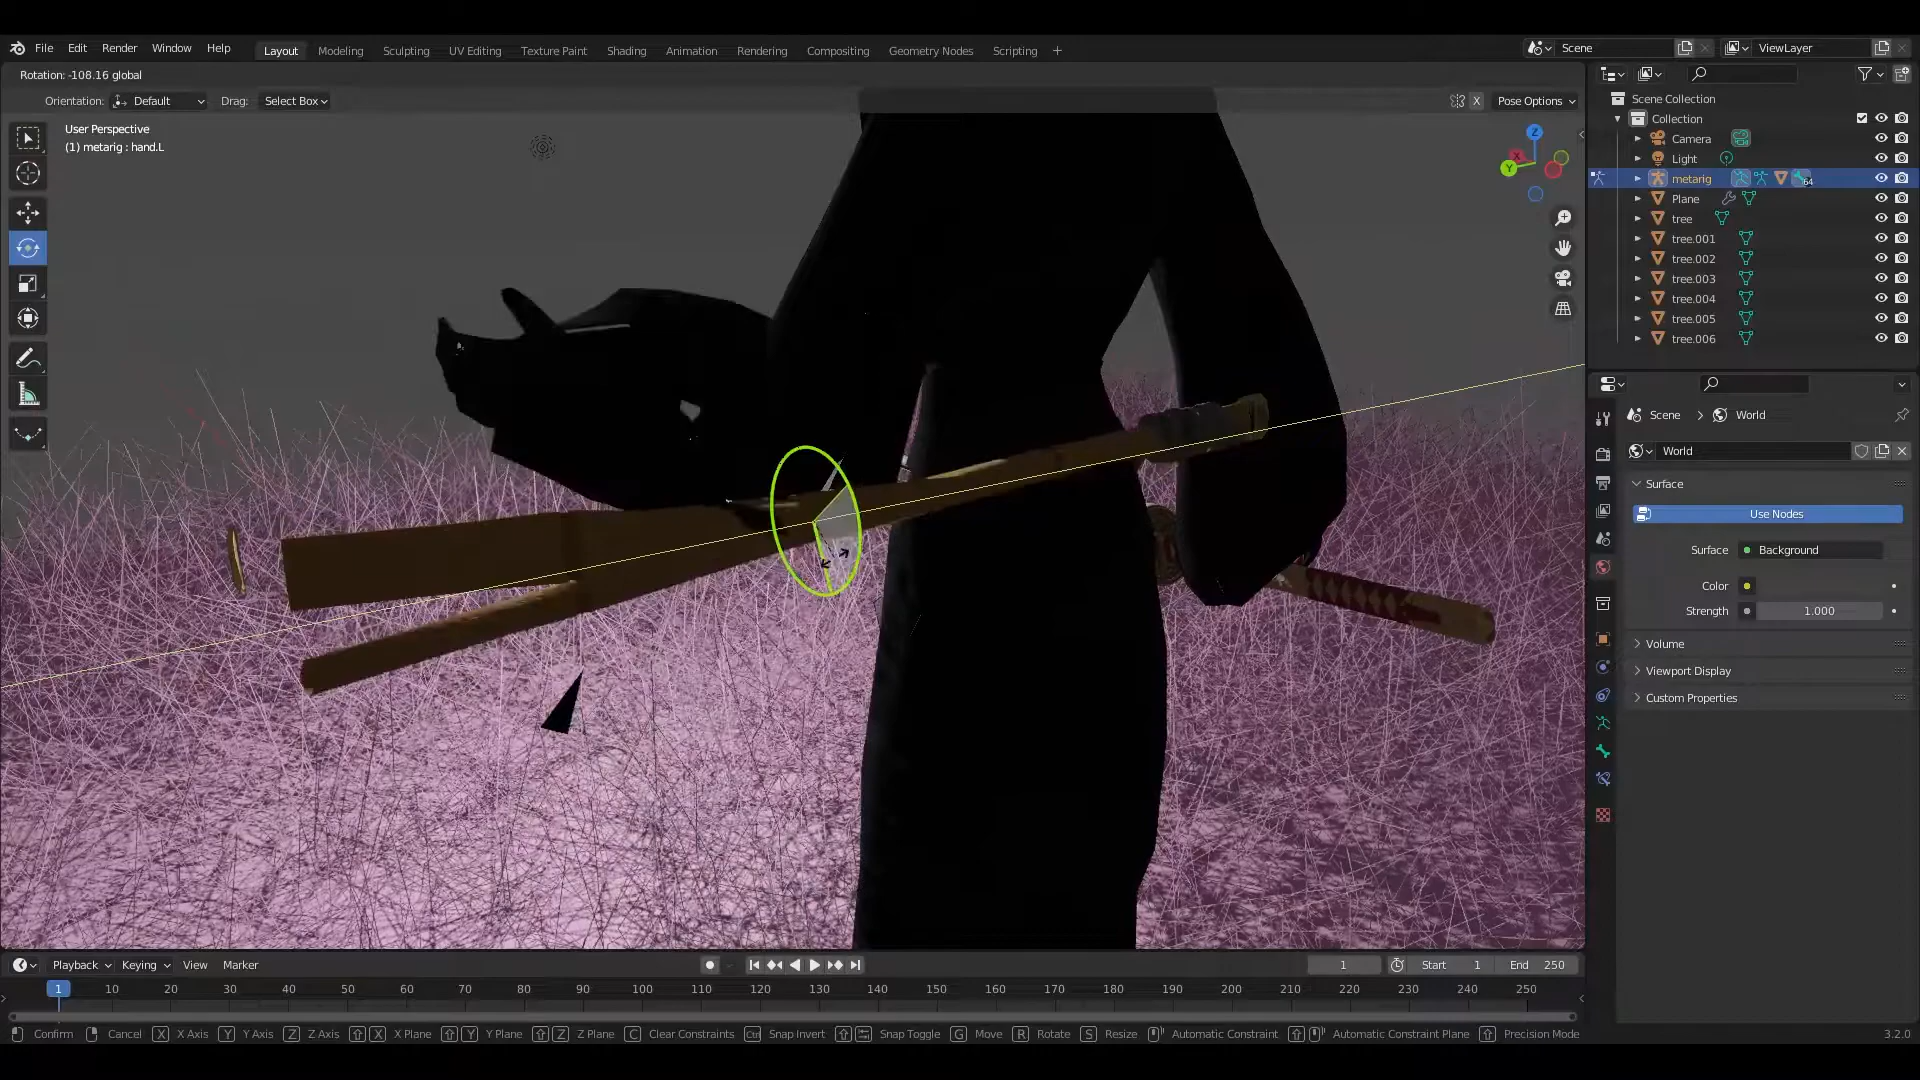 File Edit Render Window Help Layout Modeling Sculpting UV Editing Texture Paint Shading Animation Rendering Compositing Geometry Nodes Scripting + Scene ViewLayer
Rotation: -108.16 global
Orientation: Default Drag: Select Box X Pose Options
User Perspective
(1) metarig : hand.L
Z
X
Y
Scene Collection
Collection
Camera
Light
metarig 64
Plane
tree
tree.001
tree.002
tree.003
tree.004
tree.005
tree.006
Scene > World
World
Surface
Use Nodes
Surface Background
Color
Strength 1.000
Volume
Viewport Display
Custom Properties
Playback Keying View Marker 1 Start 1 End 250
1 10 20 30 40 50 60 70 80 90 100 110 120 130 140 150 160 170 180 190 200 210 220 230 240 250
Confirm Cancel X X Axis Y Y Axis Z Z Axis X X Plane Y Y Plane Z Z Plane C Clear Constraints Ctrl Snap Invert Snap Toggle G Move R Rotate S Resize Automatic Constraint Automatic Constraint Plane Precision Mode 3.2.0